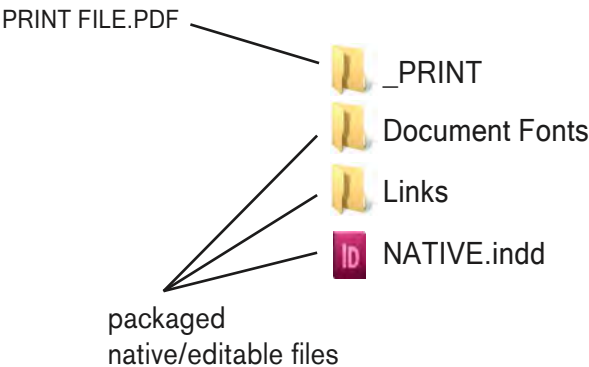 PRINT FILE.PDF
_PRINT
Document Fonts
Links
ID
NATIVE.indd
packaged
native/editable files